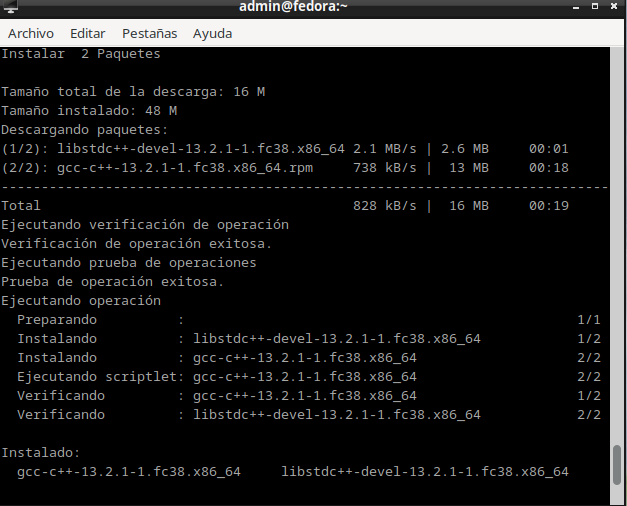 admin@fedora:~
Archivo Editar Pestañas Ayuda
Instalar  2 Paquetes
Tamaño total de la descarga: 16 M
Tamaño instalado: 48 M
Descargando paquetes:
(1/2): libstdc++-devel-13.2.1-1.fc38.x86_64 2.1 MB/s | 2.6 MB     00:01
(2/2): gcc-c++-13.2.1-1.fc38.x86_64.rpm     738 kB/s |  13 MB     00:18
--------------------------------------------------------------------------------
Total                                       828 kB/s |  16 MB     00:19
Ejecutando verificación de operación
Verificación de operación exitosa.
Ejecutando prueba de operaciones
Prueba de operación exitosa.
Ejecutando operación
  Preparando          :                                                 1/1
  Instalando          : libstdc++-devel-13.2.1-1.fc38.x86_64            1/2
  Instalando          : gcc-c++-13.2.1-1.fc38.x86_64                    2/2
  Ejecutando scriptlet: gcc-c++-13.2.1-1.fc38.x86_64                    2/2
  Verificando         : gcc-c++-13.2.1-1.fc38.x86_64                    1/2
  Verificando         : libstdc++-devel-13.2.1-1.fc38.x86_64            2/2
Instalado:
  gcc-c++-13.2.1-1.fc38.x86_64     libstdc++-devel-13.2.1-1.fc38.x86_64